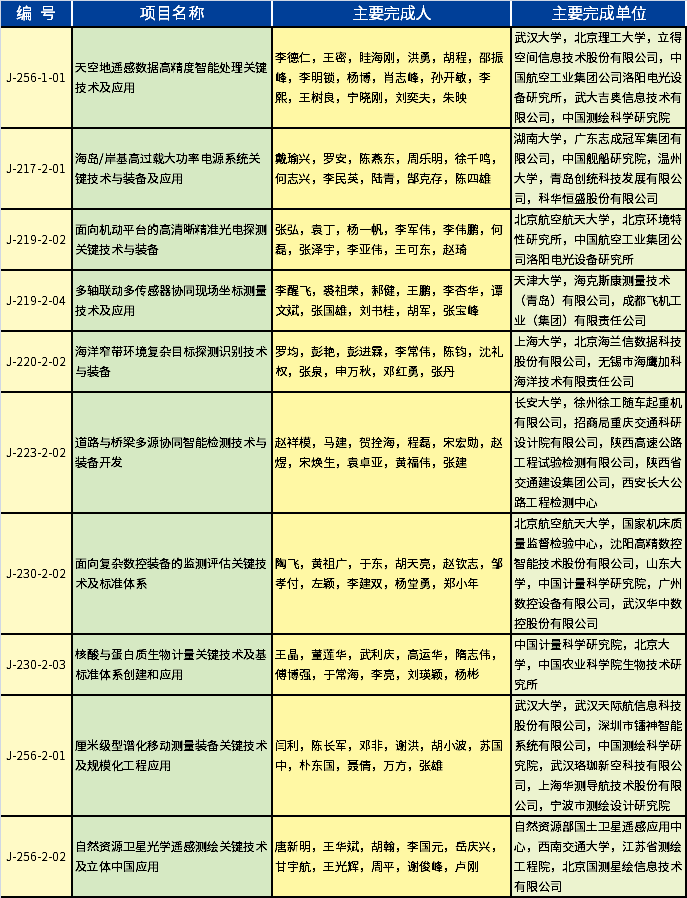 编 号
项目名称
主要完成人
主要完成单位
J-256-1-01
天空地遥感数据高精度智能处理关键
技术及应用
李德仁，王密，眭海刚，洪勇，胡程，邵振
峰，李明锁，杨博，肖志峰，孙开敏，李
熙，王树良，宁晓刚，刘奕夫，朱映
武汉大学，北京理工大学，立得
空间信息技术股份有限公司，中
国航空工业集团公司洛阳电光设
备研究所，武大吉奥信息技术有
限公司，中国测绘科学研究院
J-217-2-01
海岛/岸基高过载大功率电源系统关
键技术与装备及应用
戴瑜兴，罗安，陈燕东，周乐明，徐千鸣，
何志兴，李民英，陆青，郜克存，陈四雄
湖南大学，广东志成冠军集团有
限公司，中国舰船研究院，温州
大学，青岛创统科技发展有限公
司，科华恒盛股份有限公司
J-219-2-02
面向机动平台的高清晰精准光电探测
关键技术与装备
张弘，袁丁，杨一帆，李军伟，李伟鹏，何
磊，张泽宇，李亚伟，王可东，赵琦
北京航空航天大学，北京环境特
性研究所，中国航空工业集团公
司洛阳电光设备研究所
J-219-2-04
多轴联动多传感器协同现场坐标测量
技术及应用
李醒飞，裘祖荣，郝健，王鹏，李杏华，谭
文斌，张国雄，刘书桂，胡军，张宝峰
天津大学，海克斯康测量技术
（青岛）有限公司，成都飞机工
业（集团）有限责任公司
J-220-2-02
海洋窄带环境复杂目标探测识别技术
与装备
罗均，彭艳，彭进霖，李常伟，陈钧，沈礼
权，张泉，申万秋，邓红勇，张丹
上海大学，北京海兰信数据科技
股份有限公司，无锡市海鹰加科
海洋技术有限责任公司
J-223-2-02
道路与桥梁多源协同智能检测技术与
装备开发
赵祥模，马建，贺拴海，程磊，宋宏勋，赵
煜，宋焕生，袁卓亚，黄福伟，张建
长安大学，徐州徐工随车起重机
有限公司，招商局重庆交通科研
设计院有限公司，陕西高速公路
工程试验检测有限公司，陕西省
交通建设集团公司，西安长大公
路工程检测中心
J-230-2-02
面向复杂数控装备的监测评估关键技
术及标准体系
陶飞，黄祖广，于东，胡天亮，赵钦志，邹
孝付，左颖，李建双，杨堂勇，郑小年
北京航空航天大学，国家机床质
量监督检验中心，沈阳高精数控
智能技术股份有限公司，山东大
学，中国计量科学研究院，广州
数控设备有限公司，武汉华中数
控股份有限公司
J-230-2-03
核酸与蛋白质生物计量关键技术及基
标准体系创建和应用
王晶，董莲华，武利庆，高运华，隋志伟，
傅博强，于常海，李亮，刘瑛颖，杨彬
中国计量科学研究院，北京大
学，中国农业科学院生物技术研
究所
J-256-2-01
厘米级型谱化移动测量装备关键技术
及规模化工程应用
闫利，陈长军，邓非，谢洪，胡小波，苏国
中，朴东国，聂倩，万方，张雄
武汉大学，武汉天际航信息科技
股份有限公司，深圳市镭神智能
系统有限公司，中国测绘科学研
究院，武汉珞珈新空科技有限公
司，上海华测导航技术股份有限
公司，宁波市测绘设计研究院
J-256-2-02
自然资源卫星光学遥感测绘关键技术
及立体中国应用
唐新明，王华斌，胡翰，李国元，岳庆兴，
甘宇航，王光辉，周平，谢俊峰，卢刚
自然资源部国土卫星遥感应用中
心，西南交通大学，江苏省测绘
工程院，北京国测星绘信息技术
有限公司